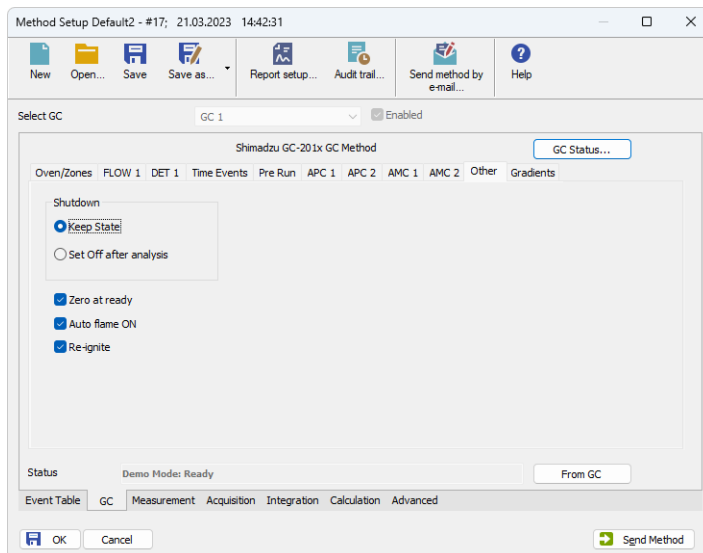 Method Setup Default2 - #17;  21.03.2023  14:42:31
New Open... Save Save as... Report setup... Audit trail... Send method by e-mail... Help
Select GC GC 1 Enabled
Shimadzu GC-201x GC Method GC Status...
Oven/Zones FLOW 1 DET 1 Time Events Pre Run APC 1 APC 2 AMC 1 AMC 2 Other Gradients
Shutdown
Keep State
Set Off after analysis
Zero at ready
Auto flame ON
Re-ignite
Status Demo Mode: Ready From GC
Event Table GC Measurement Acquisition Integration Calculation Advanced
OK Cancel Send Method